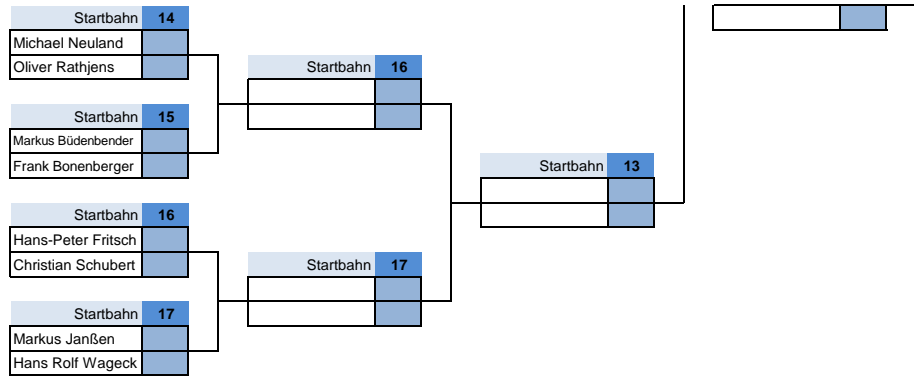 Startbahn 14
Michael Neuland
Oliver Rathjens
Startbahn 15
Markus Büdenbender
Frank Bonenberger
Startbahn 16
Hans-Peter Fritsch
Christian Schubert
Startbahn 17
Markus Janßen
Hans Rolf Wageck
Startbahn 16
Startbahn 17
Startbahn 13